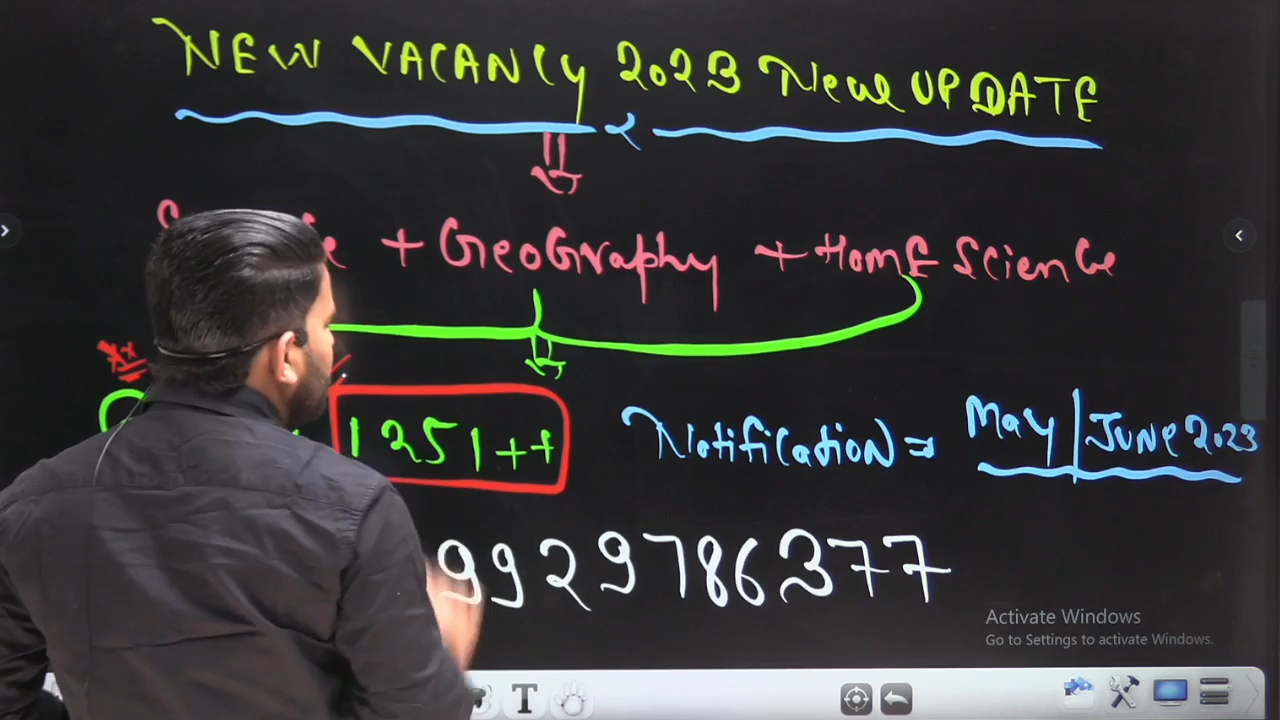 NEW VACANCY 2023 New UPDATE
+ GeoGraphy + Home Science
1251++ Notification ⇒ May | June 2023
9929786377
Activate Windows
Go to Settings to activate Windows.
T